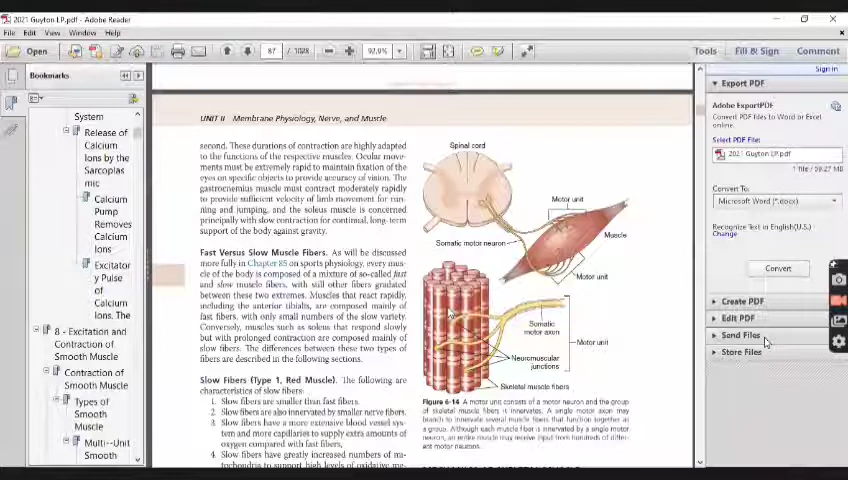 2021 Guyton LP.pdf - Adobe Reader
File Edit View Window Help
Open
87 / 1028
92.9%
Tools Fill & Sign Comment
Sign In
Bookmarks
System
Release of
Calcium
Ions by the
Sarcoplas
mic
Calcium
Pump
Removes
Calcium
Ions
Excitator
y Pulse
of
Calcium
Ions. The
8 - Excitation and
Contraction of
Smooth Muscle
Contraction of
Smooth Muscle
Types of
Smooth
Muscle
Multi-Unit
Smooth
UNIT II Membrane Physiology, Nerve, and Muscle
second. These durations of contraction are highly adapted
to the functions of the respective muscles. Ocular move-
ments must be extremely rapid to maintain fixation of the
eyes on specific objects to provide accuracy of vision. The
gastrocnemius muscle must contract moderately rapidly
to provide sufficient velocity of limb movement for run-
ning and jumping, and the soleus muscle is concerned
principally with slow contraction for continual, long-term
support of the body against gravity.
Fast Versus Slow Muscle Fibers. As will be discussed
more fully in Chapter 85 on sports physiology, every mus-
cle of the body is composed of a mixture of so-called fast
and slow muscle fibers, with still other fibers gradated
between these two extremes. Muscles that react rapidly,
including the anterior tibialis, are composed mainly of
fast fibers, with only small numbers of the slow variety.
Conversely, muscles such as soleus that respond slowly
but with prolonged contraction are composed mainly of
slow fibers. The differences between these two types of
fibers are described in the following sections.
Slow Fibers (Type 1, Red Muscle). The following are
characteristics of slow fibers:
1. Slow fibers are smaller than fast fibers.
2. Slow fibers are also innervated by smaller nerve fibers.
3. Slow fibers have a more extensive blood vessel sys-
tem and more capillaries to supply extra amounts of
oxygen compared with fast fibers.
4. Slow fibers have greatly increased numbers of mi-
tochondria to support high levels of oxidative me-
Spinal cord
Motor unit
Muscle
Somatic motor neuron
Motor unit
Somatic
motor axon
Motor unit
Neuromuscular
junctions
Skeletal muscle fibers
Figure 6-14 A motor unit consists of a motor neuron and the group
of skeletal muscle fibers it innervates. A single motor axon may
branch to innervate several muscle fibers that function together as
a group. Although each muscle fiber is innervated by a single motor
neuron, an entire muscle may receive input from hundreds of differ-
ent motor neurons.
Export PDF
Adobe ExportPDF
Convert PDF files to Word or Excel
online.
Select PDF File:
2021 Guyton LP.pdf
1 file / 59.27 MB
Convert To:
Microsoft Word (*.docx)
Recognize Text in English(U.S.)
Change
Convert
Create PDF
Edit PDF
Send Files
Store Files